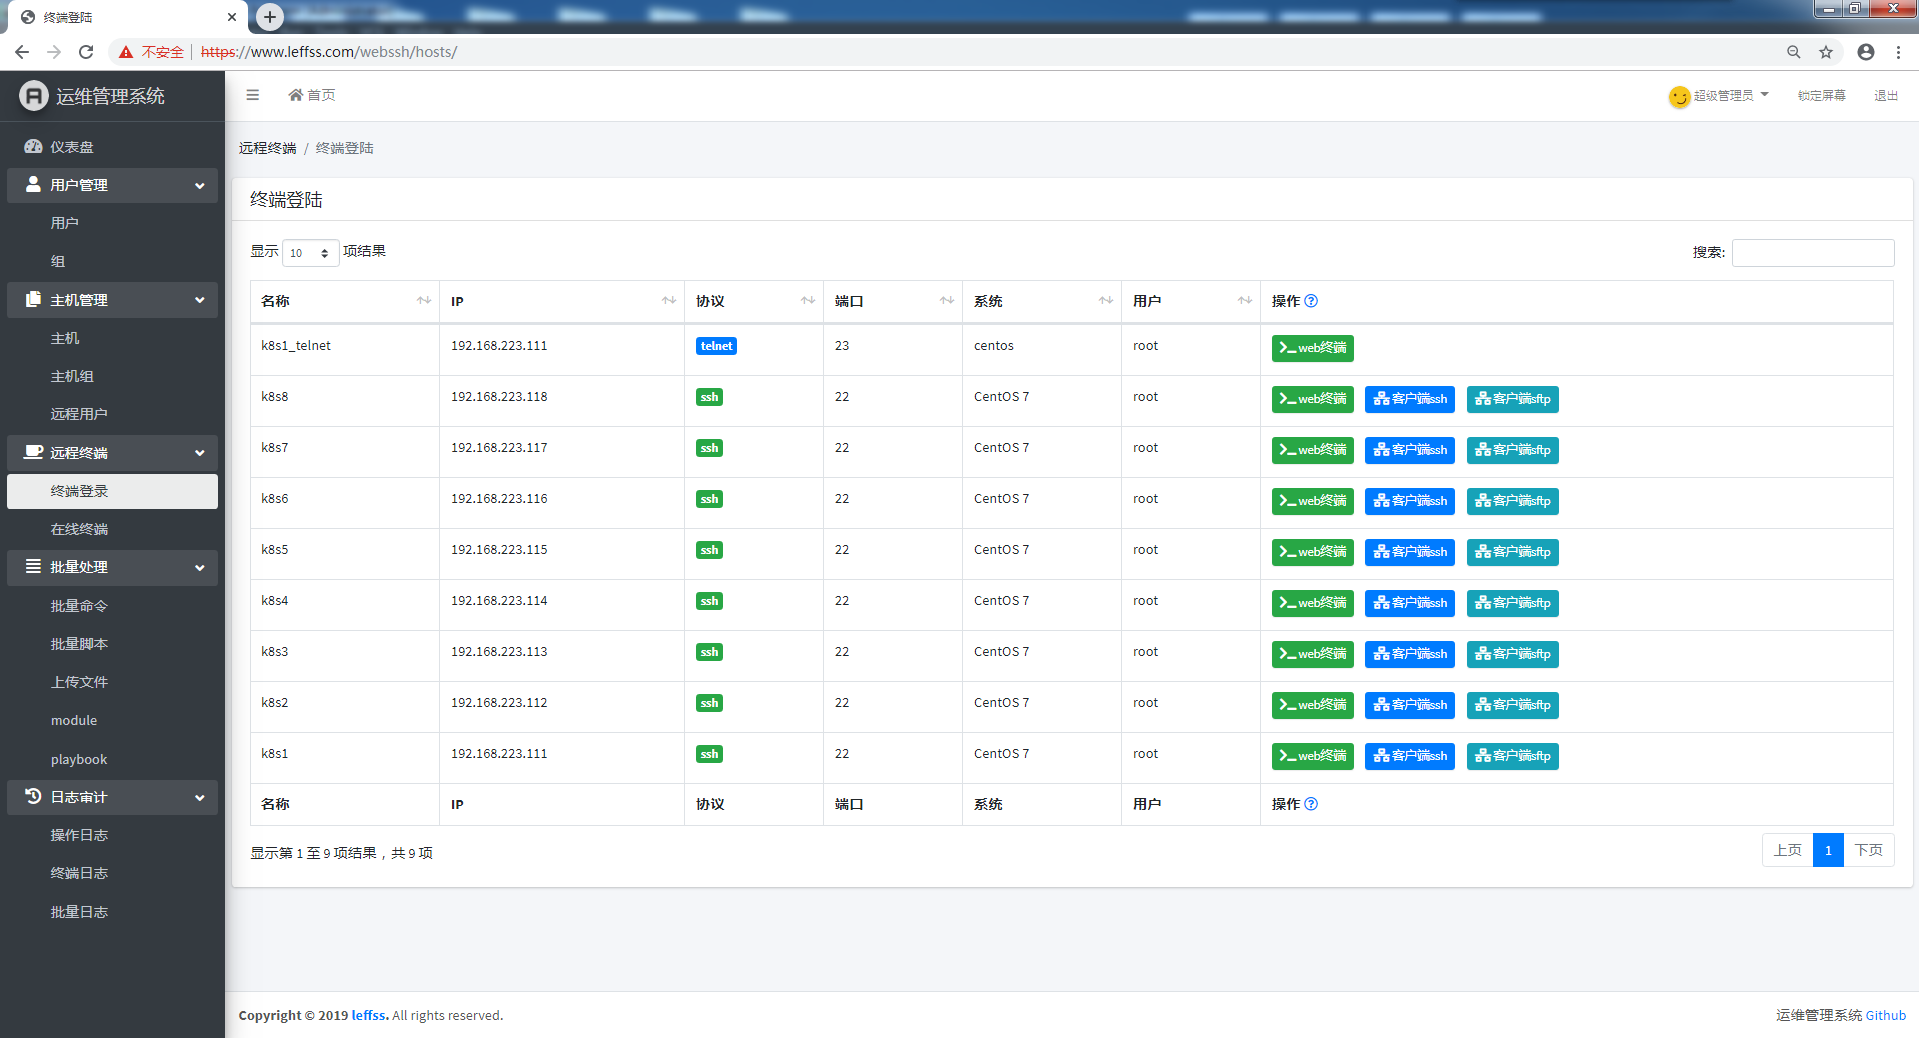 终端登陆
不安全 https://www.leffss.com/webssh/hosts/
运维管理系统
首页
超级管理员
锁定屏幕
退出
仪表盘
用户管理
用户
组
主机管理
主机
主机组
远程用户
远程终端
终端登录
在线终端
批量处理
批量命令
批量脚本
上传文件
module
playbook
日志审计
操作日志
终端日志
批量日志
远程终端 / 终端登陆
终端登陆
显示 10 项结果
搜索:
名称 IP 协议 端口 系统 用户 操作
k8s1_telnet 192.168.223.111 telnet 23 centos root web终端
k8s8 192.168.223.118 ssh 22 CentOS 7 root web终端 客户端ssh 客户端sftp
k8s7 192.168.223.117 ssh 22 CentOS 7 root web终端 客户端ssh 客户端sftp
k8s6 192.168.223.116 ssh 22 CentOS 7 root web终端 客户端ssh 客户端sftp
k8s5 192.168.223.115 ssh 22 CentOS 7 root web终端 客户端ssh 客户端sftp
k8s4 192.168.223.114 ssh 22 CentOS 7 root web终端 客户端ssh 客户端sftp
k8s3 192.168.223.113 ssh 22 CentOS 7 root web终端 客户端ssh 客户端sftp
k8s2 192.168.223.112 ssh 22 CentOS 7 root web终端 客户端ssh 客户端sftp
k8s1 192.168.223.111 ssh 22 CentOS 7 root web终端 客户端ssh 客户端sftp
名称 IP 协议 端口 系统 用户 操作
显示第 1 至 9 项结果，共 9 项
上页 1 下页
Copyright © 2019 leffss. All rights reserved.
运维管理系统 Github